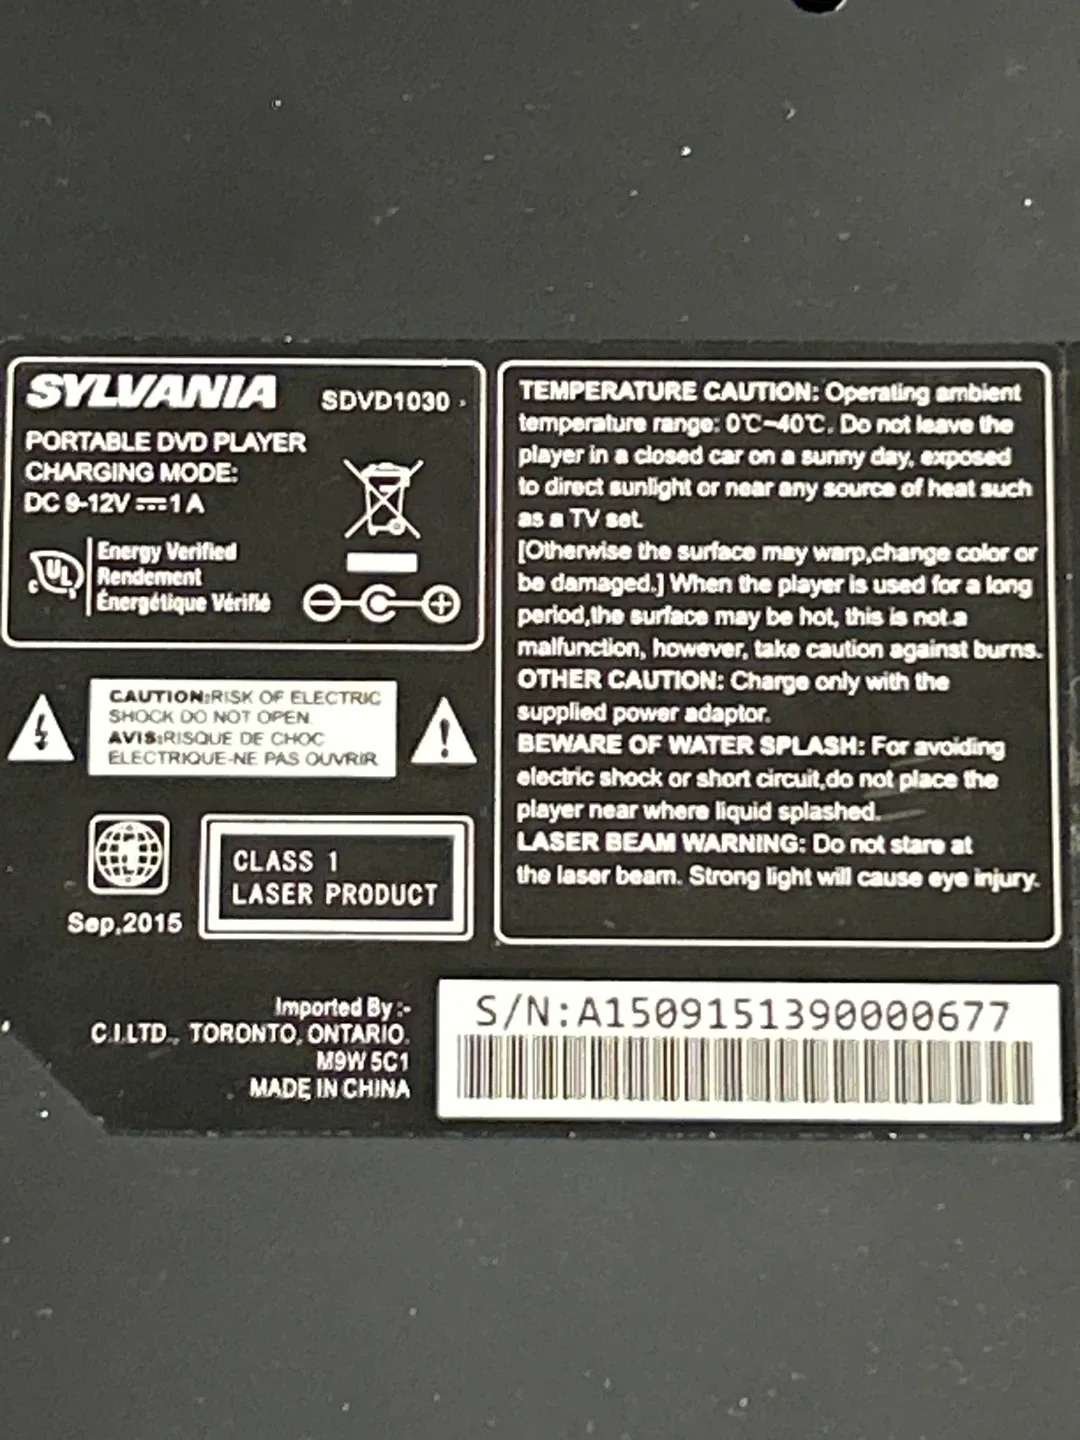 SYLVANIA SDVD1030
PORTABLE DVD PLAYER
CHARGING MODE:
DC 9-12V ⎓ 1 A
c UL
Energy Verified
Rendement
Énergétique Vérifié
CAUTION:RISK OF ELECTRIC
SHOCK DO NOT OPEN.
AVIS:RISQUE DE CHOC
ELECTRIQUE-NE PAS OUVRIR
1
Sep,2015
CLASS 1
LASER PRODUCT
TEMPERATURE CAUTION: Operating ambient
temperature range: 0℃~40℃. Do not leave the
player in a closed car on a sunny day, exposed
to direct sunlight or near any source of heat such
as a TV set.
[Otherwise the surface may warp,change color or
be damaged.] When the player is used for a long
period,the surface may be hot, this is not a
malfunction, however, take caution against burns.
OTHER CAUTION: Charge only with the
supplied power adaptor.
BEWARE OF WATER SPLASH: For avoiding
electric shock or short circuit,do not place the
player near where liquid splashed.
LASER BEAM WARNING: Do not stare at
the laser beam. Strong light will cause eye injury.
Imported By :-
C.I.LTD., TORONTO, ONTARIO.
M9W 5C1
MADE IN CHINA
S/N:A1509151390000677